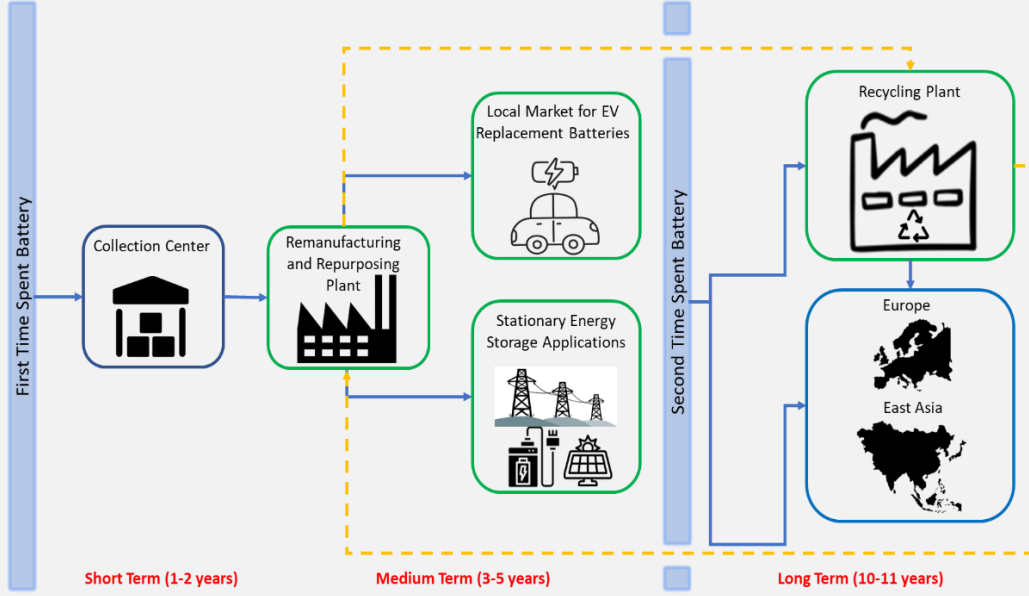 First Time Spent Battery
Collection Center
Remanufacturing
and Repurposing
Plant
Local Market for EV
Replacement Batteries
Stationary Energy
Storage Applications
Second Time Spent Battery
Recycling Plant
Europe
East Asia
Short Term (1-2 years)
Medium Term (3-5 years)
Long Term (10-11 years)